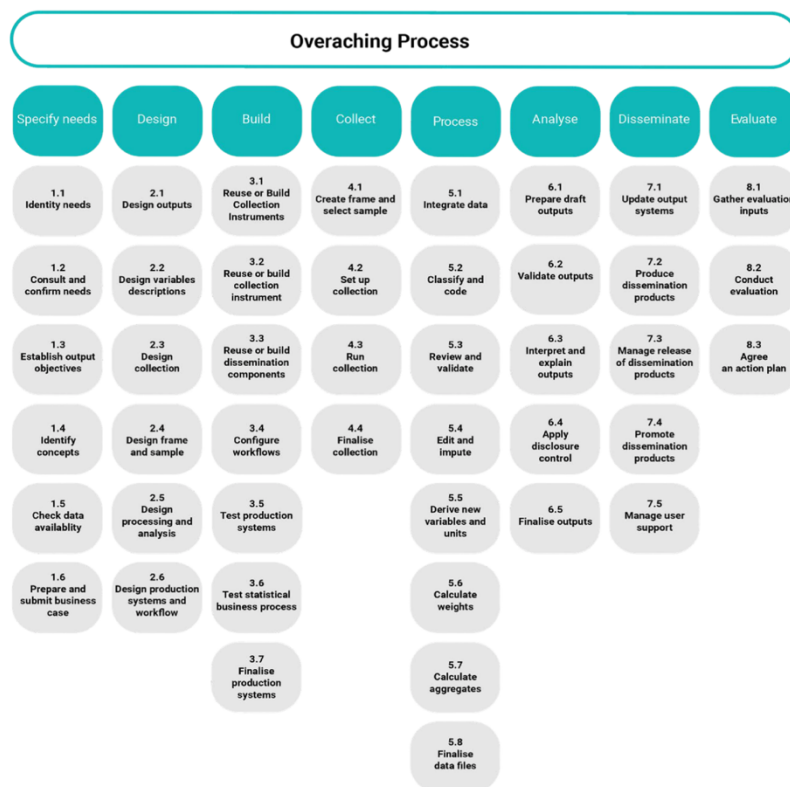 Overaching Process
Specify needs
Design
Build
Collect
Process
Analyse
Disseminate
Evaluate
1.1
Identity needs
1.2
Consult and
confirm needs
1.3
Establish output
objectives
1.4
Identify
concepts
1.5
Check data
availablity
1.6
Prepare and
submit business
case
2.1
Design outputs
2.2
Design variables
descriptions
2.3
Design
collection
2.4
Design frame
and sample
2.5
Design
processing and
analysis
2.6
Design production
systems and
workflow
3.1
Reuse or Build
Collection
Instruments
3.2
Reuse or build
collection
instrument
3.3
Reuse or build
dissemination
components
3.4
Configure
workflows
3.5
Test production
systems
3.6
Test statistical
business process
3.7
Finalise
production
systems
4.1
Create frame and
select sample
4.2
Set up
collection
4.3
Run
collection
4.4
Finalise
collection
5.1
Integrate data
5.2
Classify and
code
5.3
Review and
validate
5.4
Edit and
impute
5.5
Derive new
variables and
units
5.6
Calculate
weights
5.7
Calculate
aggregates
5.8
Finalise
data files
6.1
Prepare draft
outputs
6.2
Validate outputs
6.3
Interpret and
explain
outputs
6.4
Apply
disclosure
control
6.5
Finalise outputs
7.1
Update output
systems
7.2
Produce
dissemination
products
7.3
Manage release
of dissemination
products
7.4
Promote
dissemination
products
7.5
Manage user
support
8.1
Gather evaluation
inputs
8.2
Conduct
evaluation
8.3
Agree
an action plan